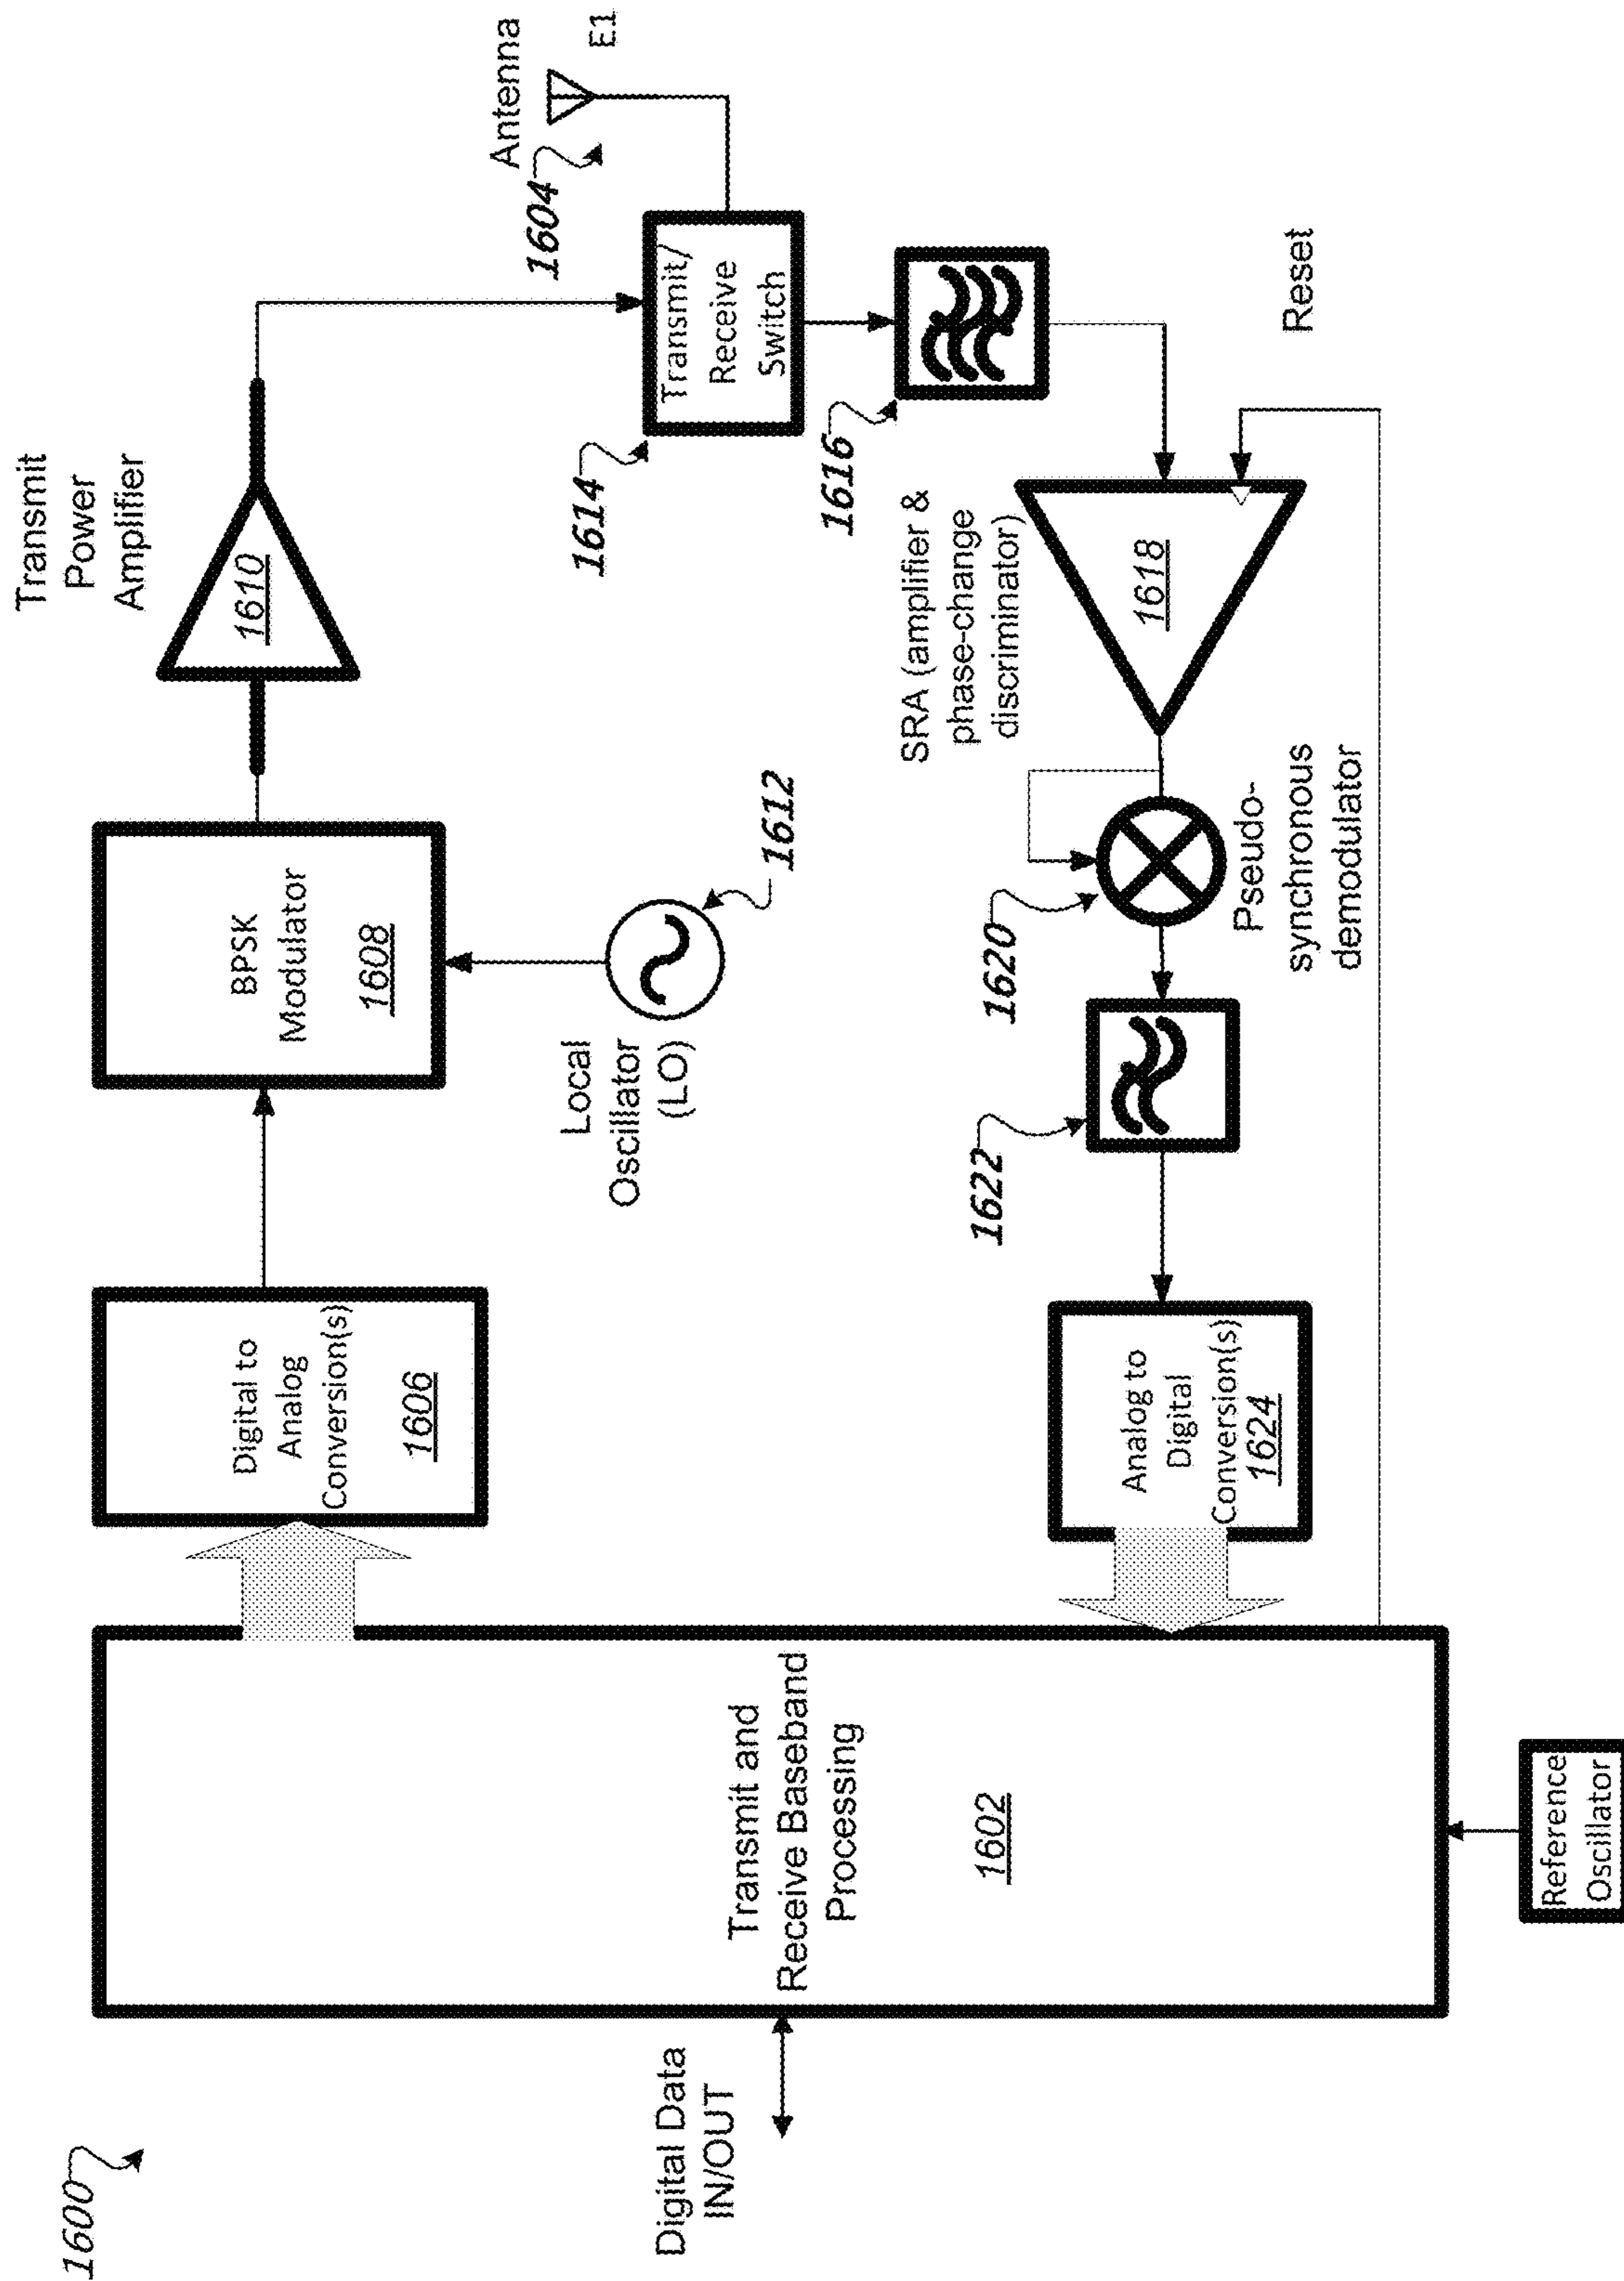 1600
Digital Data
IN/OUT
Transmit and
Receive Baseband
Processing
1602
Reference
Oscillator
Digital to
Analog
Conversion(s)
1606
BPSK
Modulator
1608
Local
Oscillator
(LO)
1612
Transmit
Power
Amplifier
1610
Antenna
E1
1604
Transmit/
Receive
Switch
1614
1616
Reset
SRA (amplifier &
phase-change
discriminator)
1618
Pseudo-
synchronous
demodulator
1620
1622
Analog to
Digital
Conversion(s)
1624